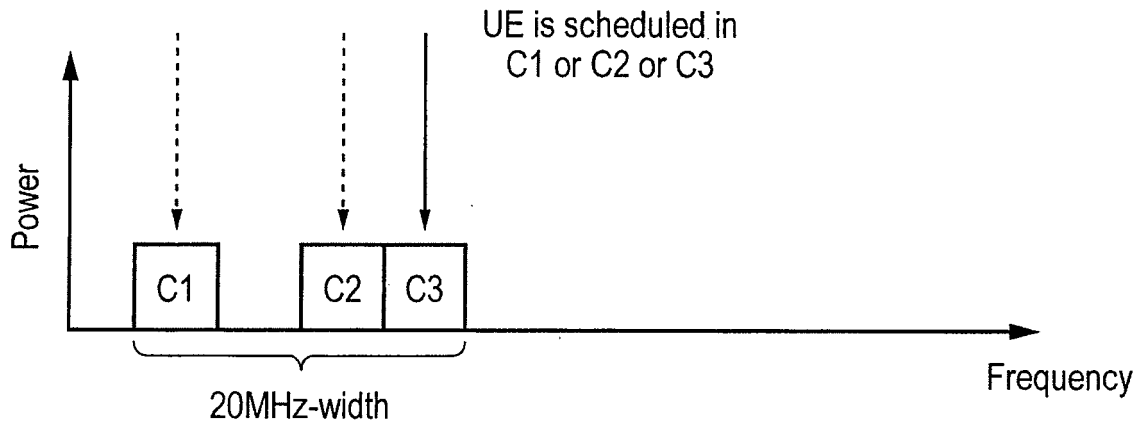 UE is scheduled in
C1 or C2 or C3
Power
C1
C2
C3
20MHz-width
Frequency